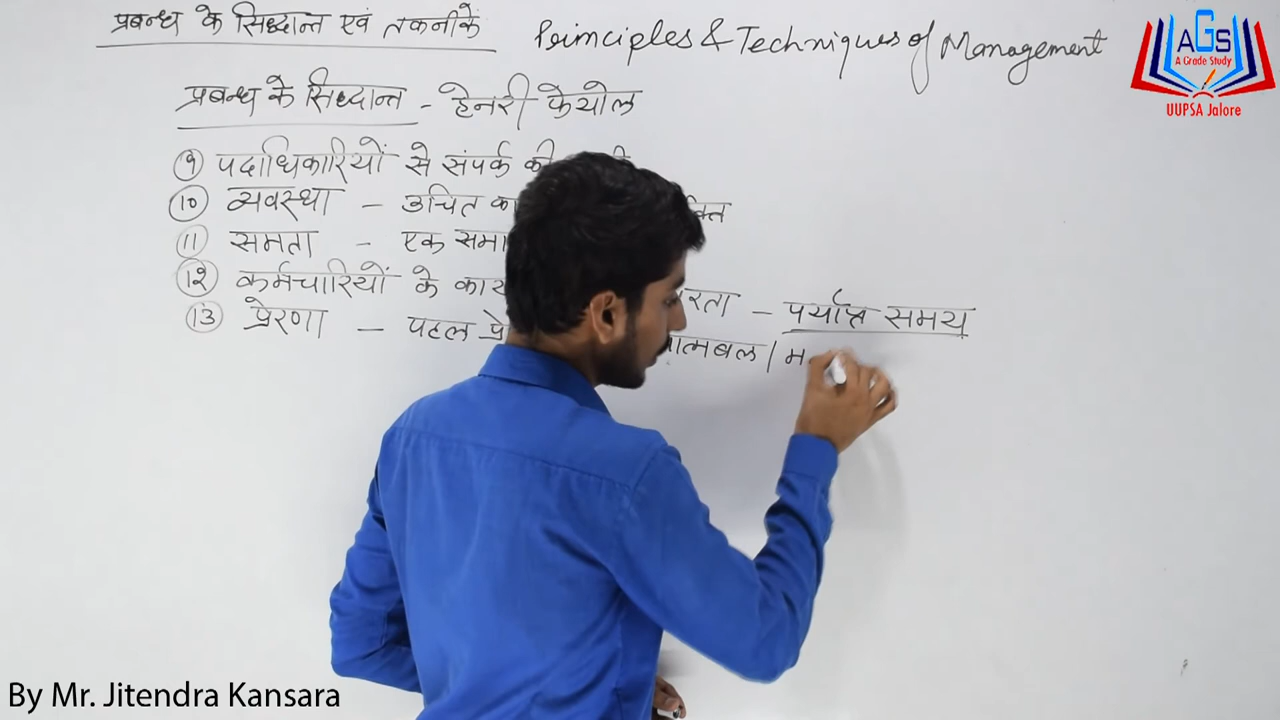 प्रबन्ध के सिद्धान्त एवं तकनीकें Principles & Techniques of Management
AGS
A Grade Study
UUPSA Jalore
प्रबन्ध के सिद्धान्त - हेनरी फेयोल
9 पदाधिकारियों से संपर्क की
10 व्यवस्था - उचित
11 समता - एक
12 कर्मचारियों के - पर्याप्त समय
13 प्रेरणा - पहल
By Mr. Jitendra Kansara